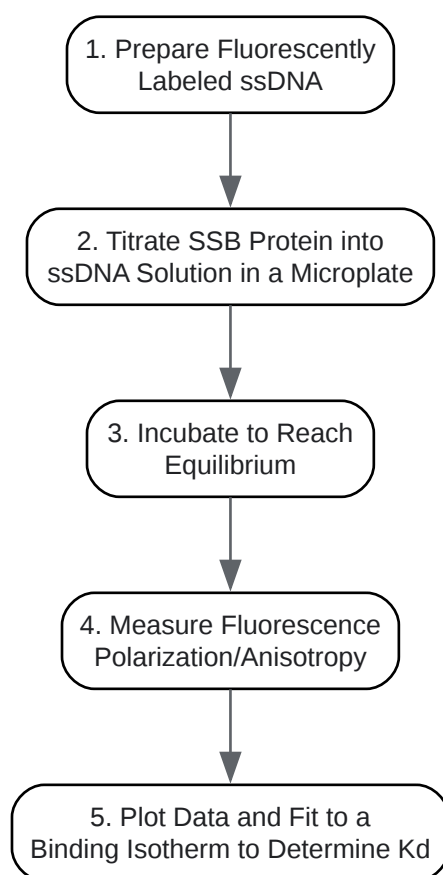 1. Prepare Fluorescently
Labeled ssDNA
2. Titrate SSB Protein into
ssDNA Solution in a Microplate
3. Incubate to Reach
Equilibrium
4. Measure Fluorescence
Polarization/Anisotropy
5. Plot Data and Fit to a
Binding Isotherm to Determine Kd